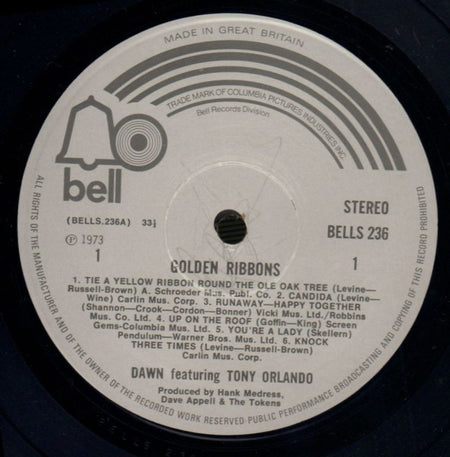 MADE IN GREAT BRITAIN
TRADE MARK OF COLUMBIA PICTURES INDUSTRIES INC.
Bell Records Division
bell
(BELLS.236A) 33⅓
STEREO
BELLS 236
℗ 1973
1
1
GOLDEN RIBBONS
1. TIE A YELLOW RIBBON ROUND THE OLE OAK TREE (Levine—
Russell-Brown) A. Schroeder Mus. Publ. Co. 2. CANDIDA (Levine—
Wine) Carlin Mus. Corp. 3. RUNAWAY—HAPPY TOGETHER
(Shannon—Crook—Cordon—Bonner) Vicki Mus. Ltd./Robbins
Mus. Co. Ltd. 4. UP ON THE ROOF (Goffin—King) Screen
Gems-Columbia Mus. Ltd. 5. YOU'RE A LADY (Skellern)
Pendulum—Warner Bros. Mus. Ltd. 6. KNOCK
THREE TIMES (Levine—Russell-Brown)
Carlin Mus. Corp.
DAWN featuring TONY ORLANDO
Produced by Hank Medress,
Dave Appell & The Tokens
ALL RIGHTS OF THE MANUFACTURER AND OF THE OWNER OF THE RECORDED WORK RESERVED PUBLIC PERFORMANCE BROADCASTING AND COPYING OF THIS RECORD PROHIBITED